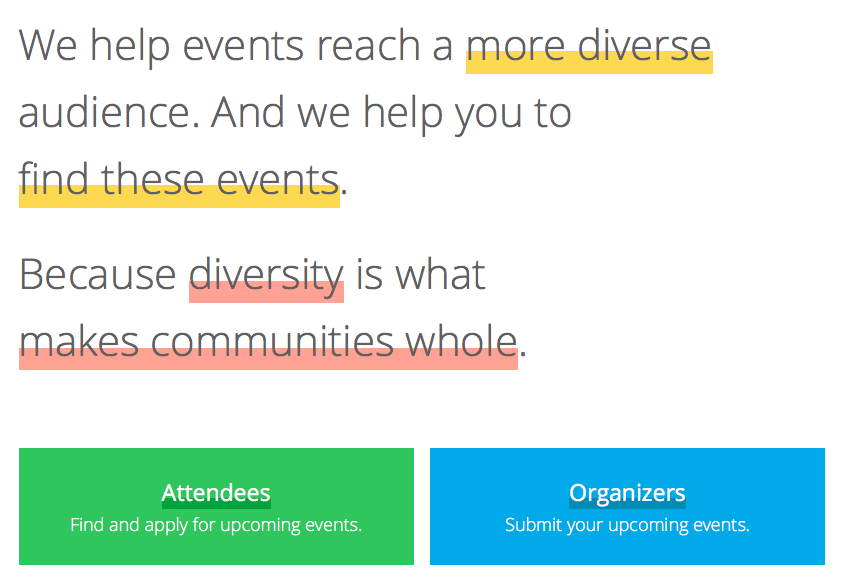 We help events reach a more diverse
audience. And we help you to
find these events.
Because diversity is what
makes communities whole.
Attendees
Find and apply for upcoming events.
Organizers
Submit your upcoming events.